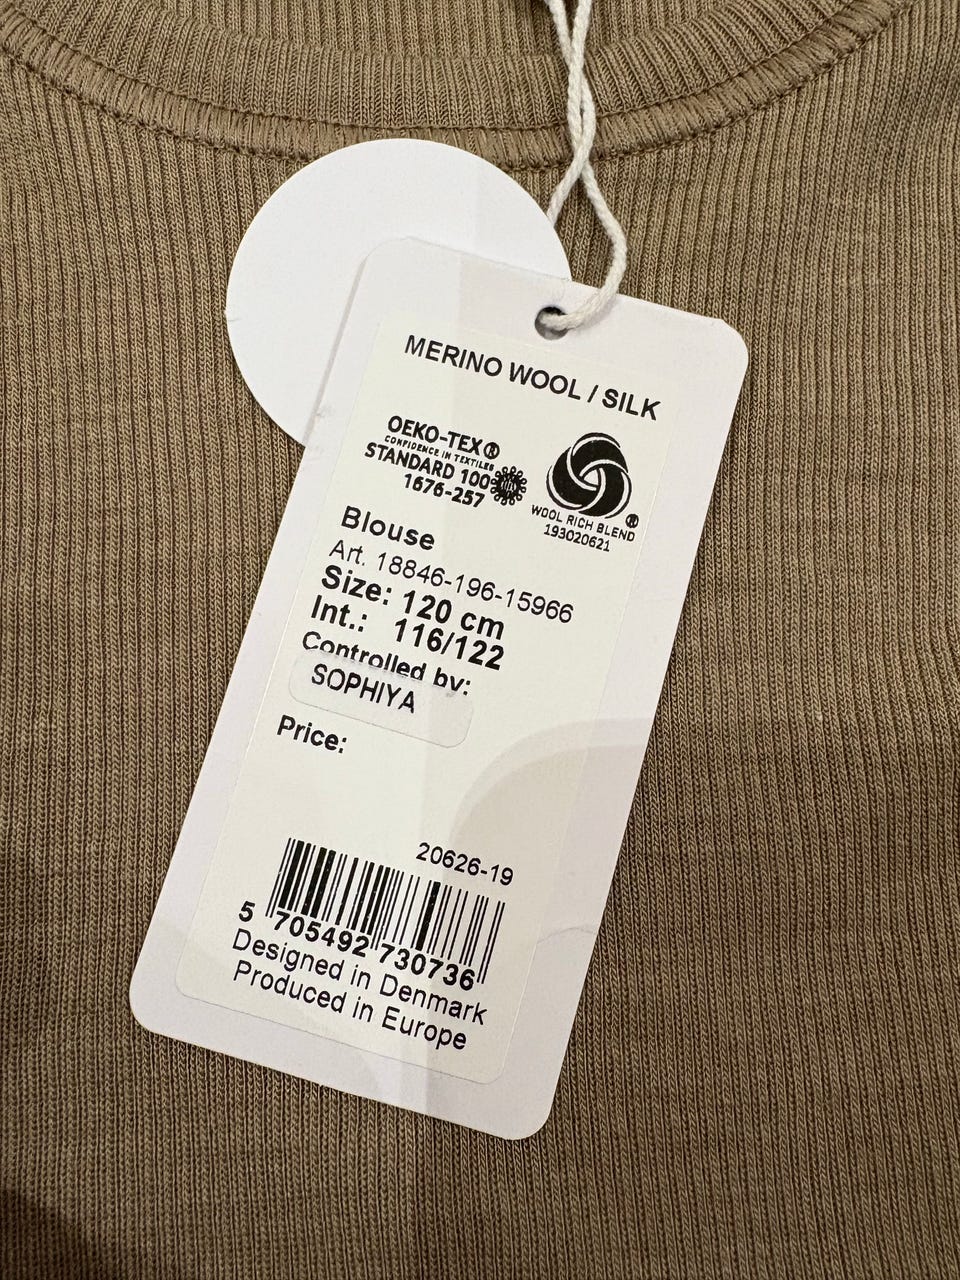 MERINO WOOL / SILK
OEKO-TEX®
CONFIDENCE IN TEXTILES
STANDARD 100
1676-257
WOOL RICH BLEND
®
193020621
Blouse
Art. 18846-196-15966
Size: 120 cm
Int.: 116/122
Controlled by:
SOPHIYA
Price:
20626-19
5 705492 730736
Designed in Denmark
Produced in Europe